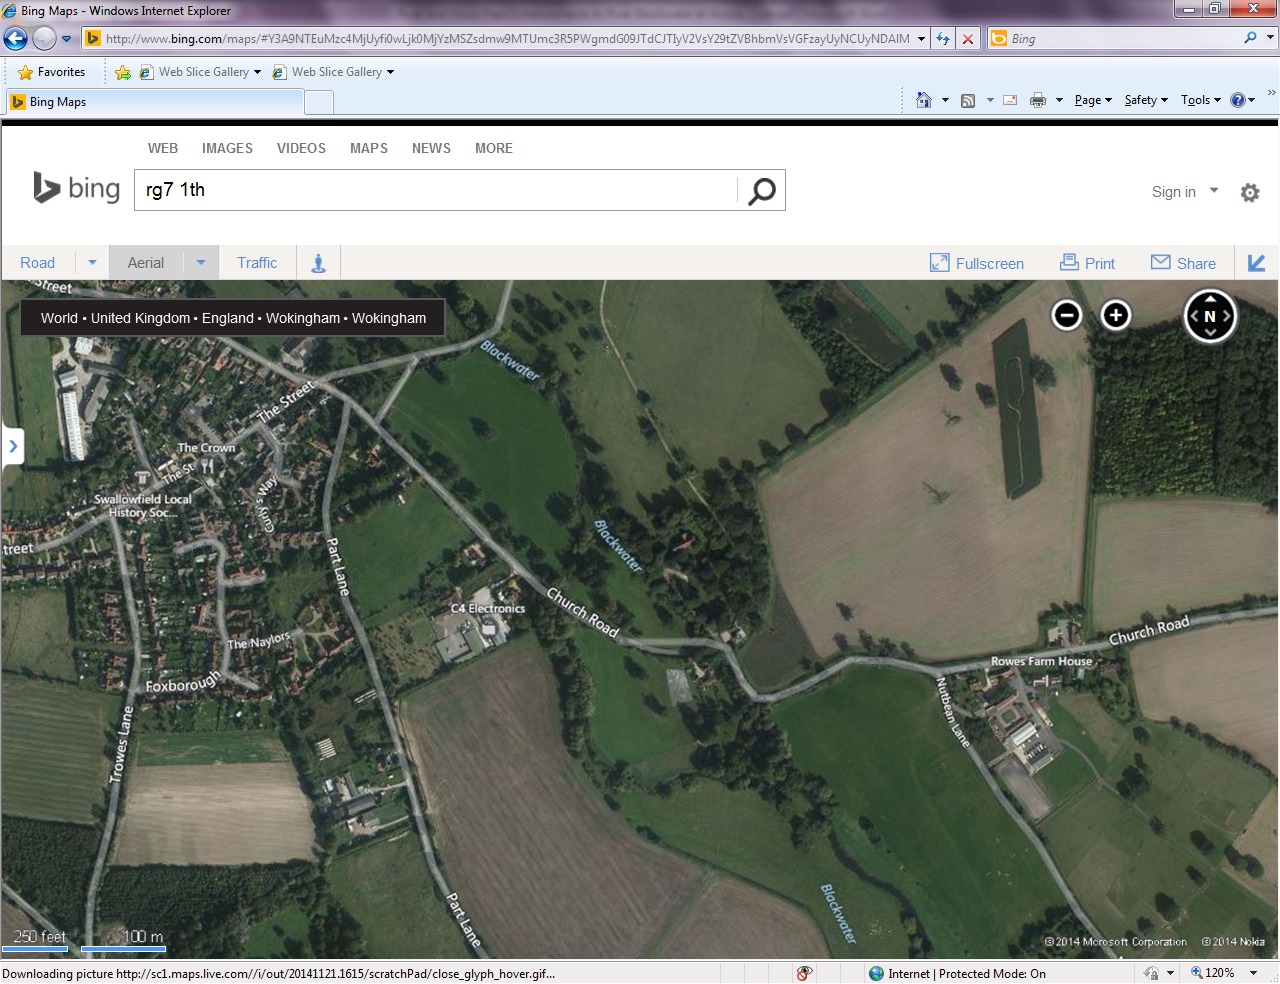 Bing Maps - Windows Internet Explorer
http://www.bing.com/maps/#Y3A9NTEuMzc4MjUyfi0wLjk0MjYzMSZsdmw9MTUmc3R5PWgmdG09JTdCJTIyV2VsY29tZVBhbmVsVGFzayUyNCUyNDAlM
Bing
Favorites
Web Slice Gallery
Web Slice Gallery
Bing Maps
Page
Safety
Tools
»
WEB IMAGES VIDEOS MAPS NEWS MORE
bing
rg7 1th
Sign in
Road
Aerial
Traffic
Fullscreen
Print
Share
Street
World • United Kingdom • England • Wokingham • Wokingham
N
Blackwater
The Street
The Crown
The St
Swallowfield Local
History Soc...
Curly's Way
Street
Blackwater
Part Lane
C4 Electronics
Church Road
Church Road
The Naylors
Rowes Farm House
Foxborough
Nutbean Lane
Trowes Lane
Part Lane
Blackwater
250 feet
100 m
© 2014 Microsoft Corporation © 2014 Nokia
Downloading picture http://sc1.maps.live.com//i/out/20141121.1615/scratchPad/close_glyph_hover.gif...
Internet | Protected Mode: On
120%